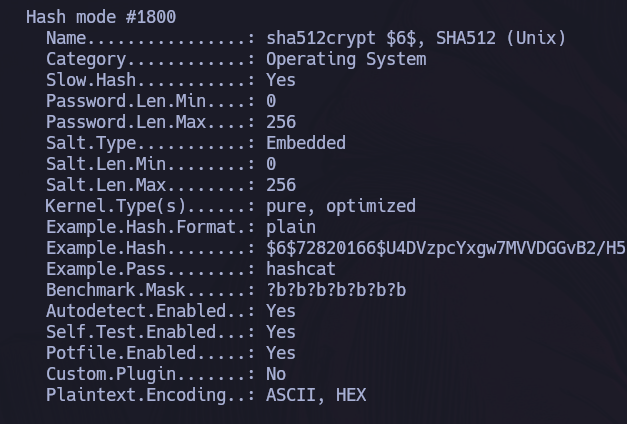 Hash mode #1800
Name................: sha512crypt $6$, SHA512 (Unix)
Category............: Operating System
Slow.Hash...........: Yes
Password.Len.Min....: 0
Password.Len.Max....: 256
Salt.Type...........: Embedded
Salt.Len.Min........: 0
Salt.Len.Max........: 256
Kernel.Type(s)......: pure, optimized
Example.Hash.Format.: plain
Example.Hash........: $6$72820166$U4DVzpcYxgw7MVVDGGvB2/H5
Example.Pass........: hashcat
Benchmark.Mask......: ?b?b?b?b?b?b?b
Autodetect.Enabled..: Yes
Self.Test.Enabled...: Yes
Potfile.Enabled.....: Yes
Custom.Plugin.......: No
Plaintext.Encoding..: ASCII, HEX